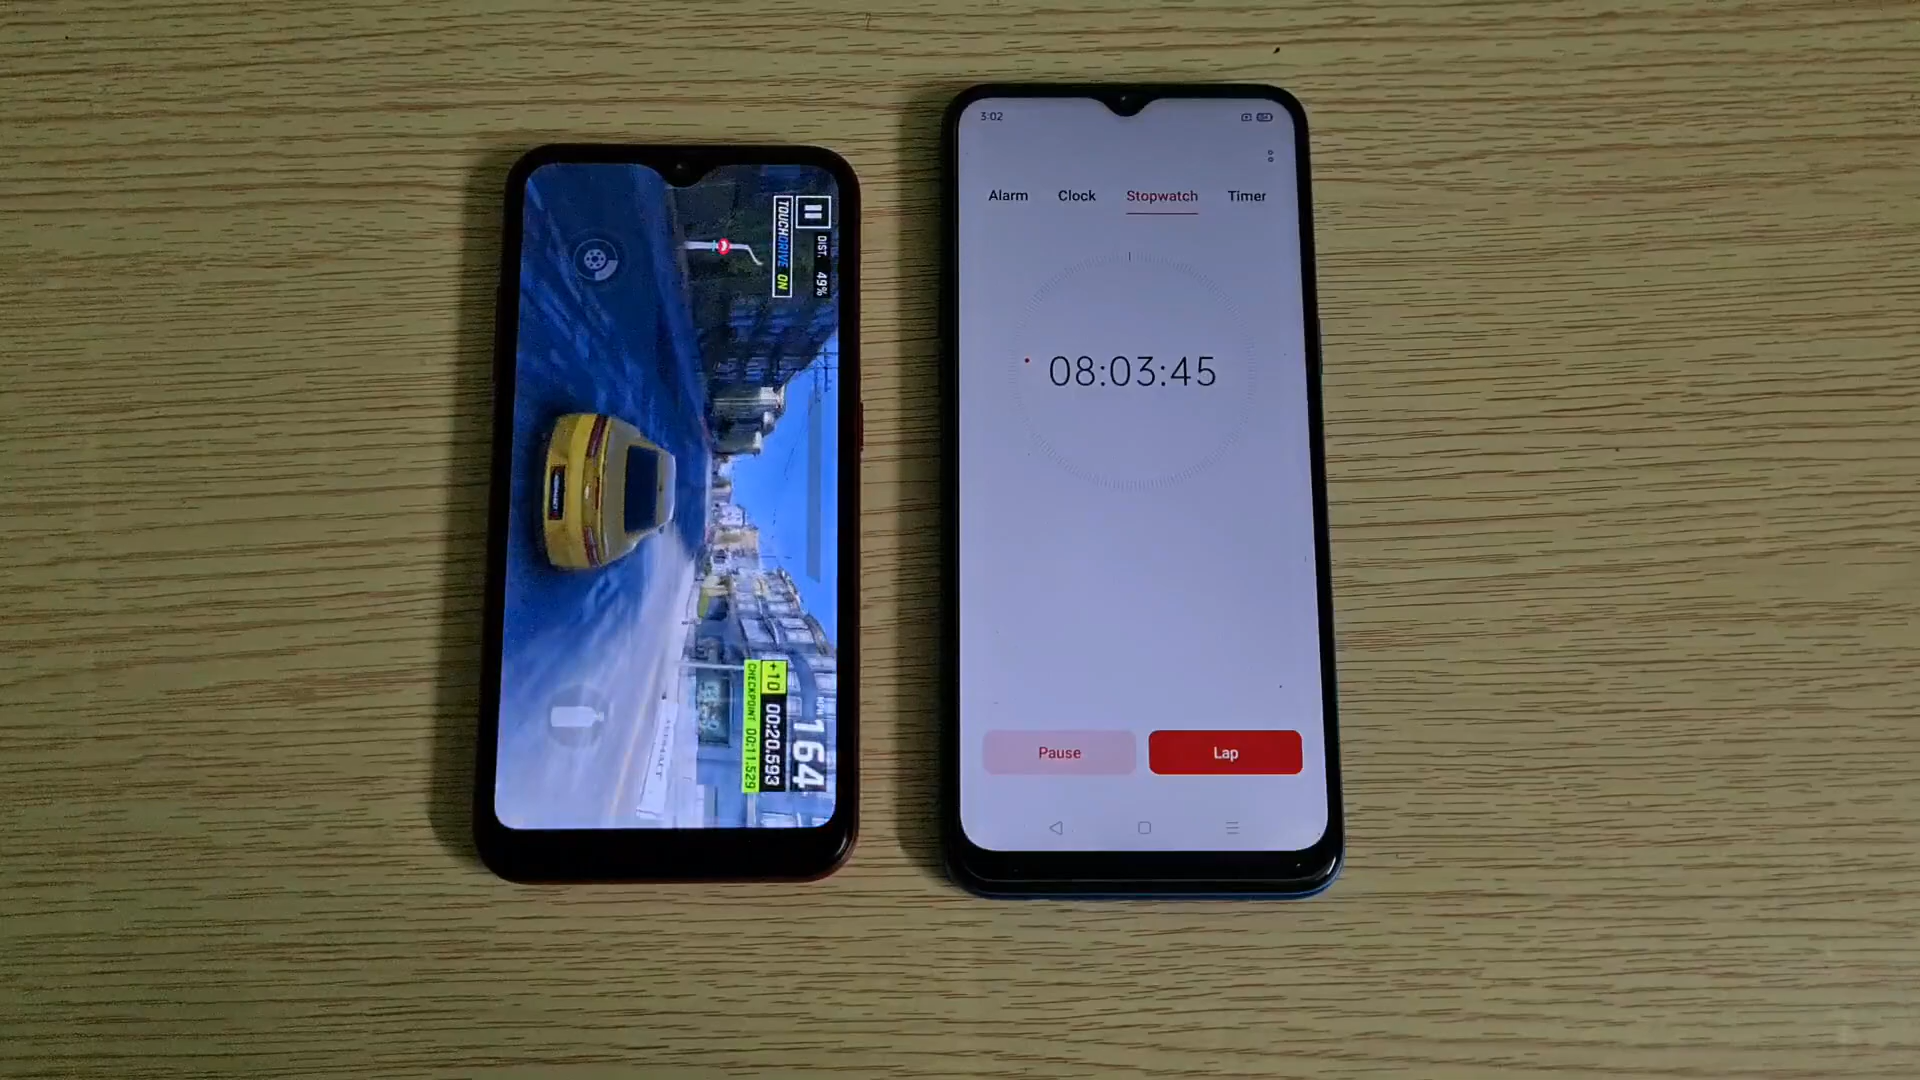 TOUCHDRIVE ON
DIST. 49%
+10
CHECKPOINT 00:11.529
00:20.593
MPH
164
3:02
Alarm Clock Stopwatch Timer
08:03:45
Pause Lap